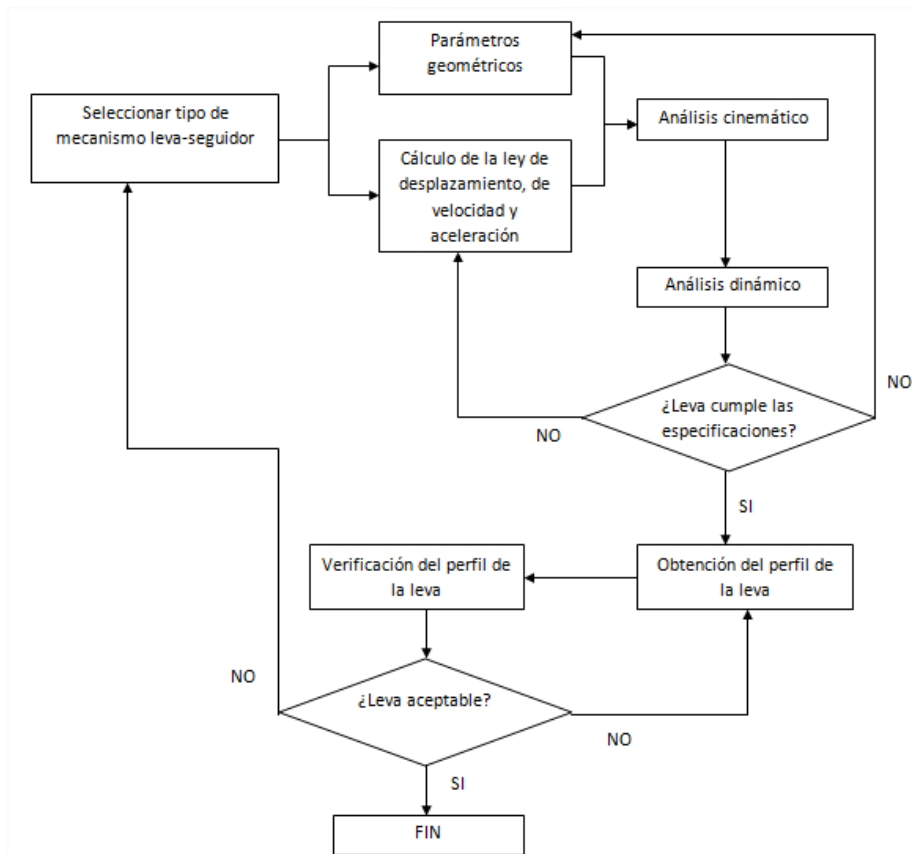 Parámetros
geométricos
Seleccionar tipo de
mecanismo leva-seguidor
Análisis cinemático
Cálculo de la ley de
desplazamiento, de
velocidad y
aceleración
Análisis dinámico
¿Leva cumple las
especificaciones?
NO
NO
SI
Verificación del perfil de
la leva
Obtención del perfil de
la leva
¿Leva aceptable?
NO
NO
SI
FIN